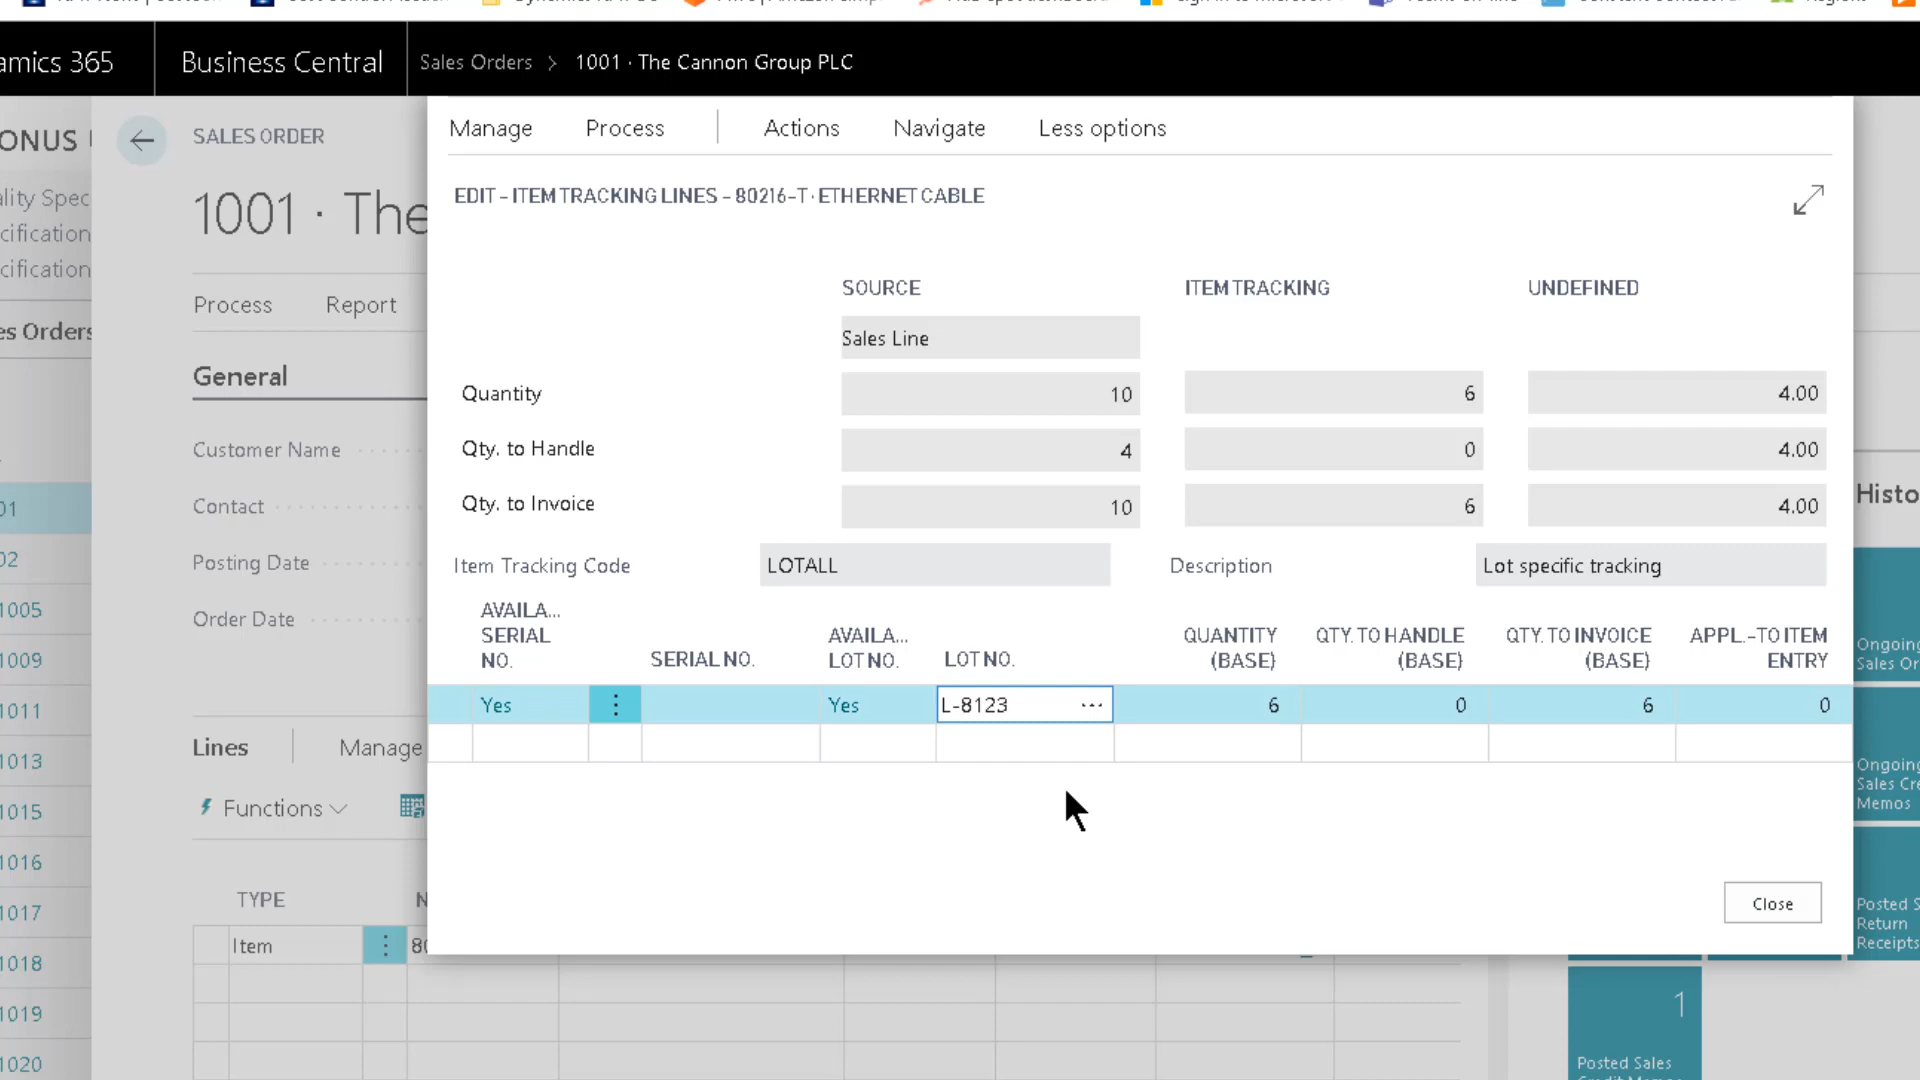 amics 365
Business Central
Sales Orders > 1001 · The Cannon Group PLC
ONUS
SALES ORDER
1001 · The
Process Report
General
Customer Name
Contact
Posting Date
Order Date
Lines Manage
Functions
TYPE N
Item 80
ality Spec
cification
cification
es Orders
01
02
1005
1009
1011
1013
1015
1016
1017
1018
1019
1020
Manage Process Actions Navigate Less options
EDIT - ITEM TRACKING LINES - 80216-T · ETHERNET CABLE
SOURCE ITEM TRACKING UNDEFINED
Sales Line
Quantity 10 6 4.00
Qty. to Handle 4 0 4.00
Qty. to Invoice 10 6 4.00
Item Tracking Code LOTALL Description Lot specific tracking
AVAILA...
SERIAL
NO.
SERIAL NO.
AVAILA...
LOT NO.
LOT NO.
QUANTITY
(BASE)
QTY. TO HANDLE
(BASE)
QTY. TO INVOICE
(BASE)
APPL.-TO ITEM
ENTRY
Yes Yes L-8123 ... 6 0 6 0
Close
Histo
Ongoing
Sales Or
Ongoing
Sales Cre
Memos
Posted S
Return
Receipts
1
Posted Sales